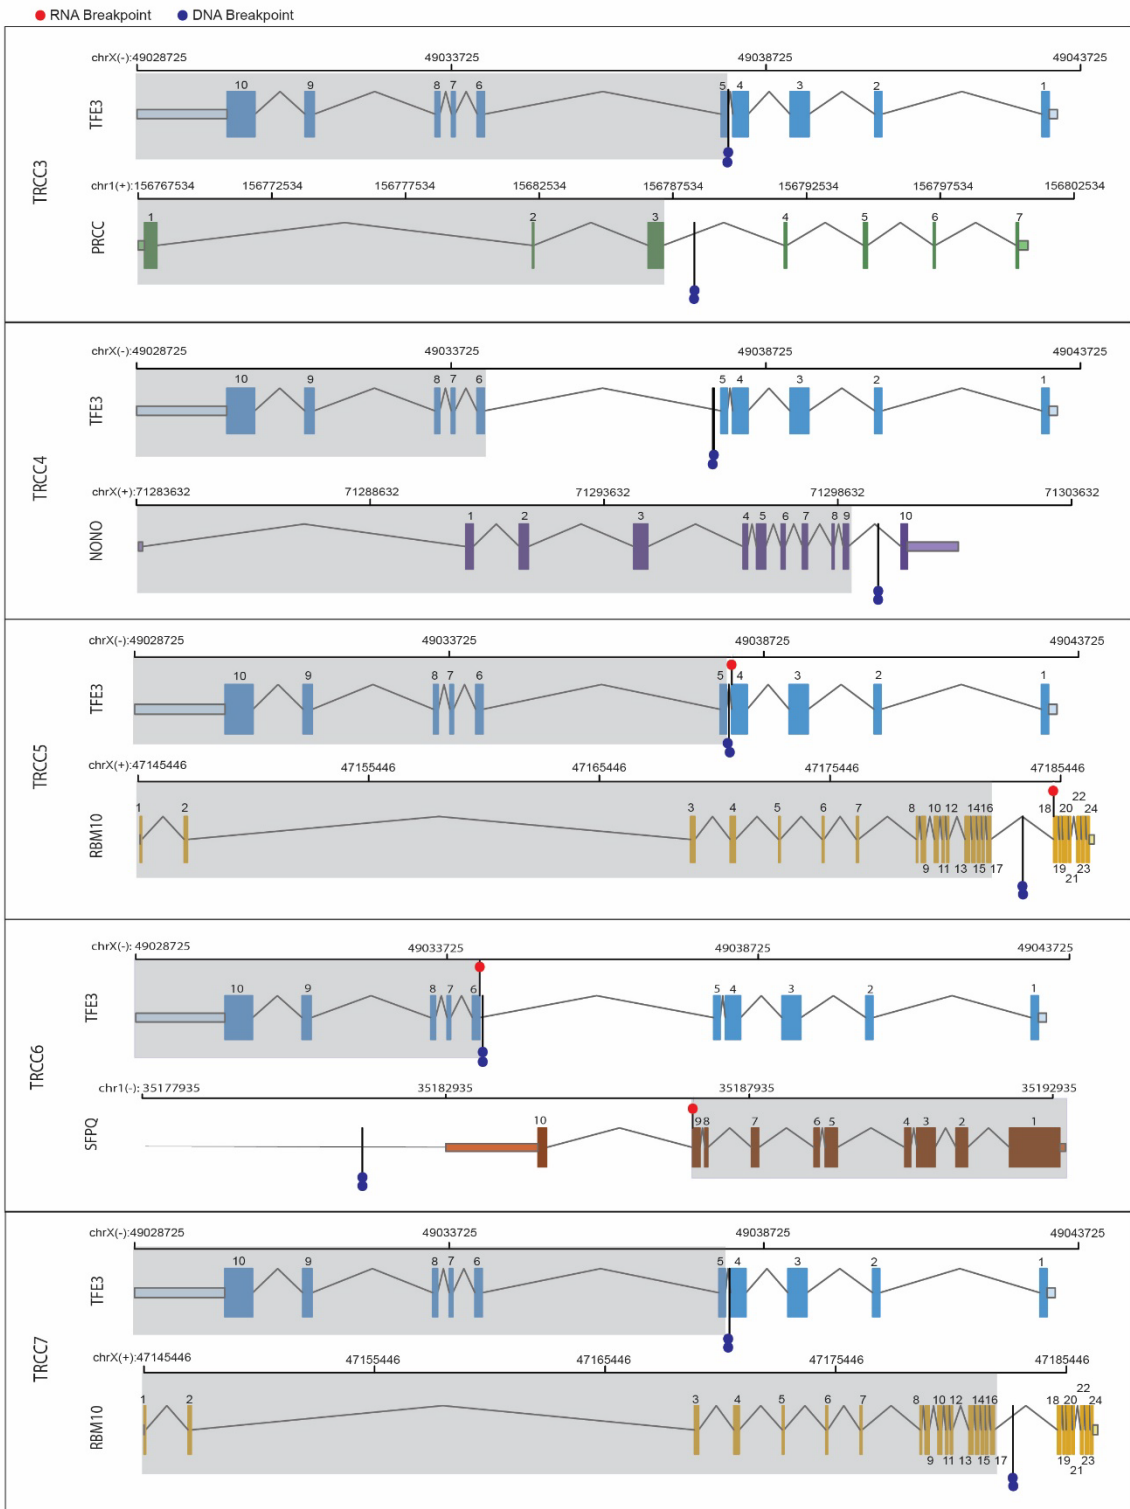 RNA Breakpoint DNA Breakpoint
TRCC3
chrX(-):49028725 49033725 49038725 49043725
TFE3
10 9 8 7 6 5 4 3 2 1
chr1(+):156767534 156772534 156777534 15682534 156787534 156792534 156797534 156802534
PRCC
1 2 3 4 5 6 7
TRCC4
chrX(-):49028725 49033725 49038725 49043725
TFE3
10 9 8 7 6 5 4 3 2 1
chrX(+):71283632 71288632 71293632 71298632 71303632
NONO
1 2 3 4 5 6 7 8 9 10
TRCC5
chrX(-):49028725 49033725 49038725 49043725
TFE3
10 9 8 7 6 5 4 3 2 1
chrX(+):47145446 47155446 47165446 47175446 47185446
RBM10
22
1 2 3 4 5 6 7 8 10 12 1416 18 20 24
9 11 13 15 17 19 23
21
TRCC6
chrX(-): 49028725 49033725 49038725 49043725
TFE3
10 9 8 7 6 5 4 3 2 1
chr1(-): 35177935 35182935 35187935 35192935
SFPQ
10 9 8 7 6 5 4 3 2 1
TRCC7
chrX(-):49028725 49033725 49038725 49043725
TFE3
10 9 8 7 6 5 4 3 2 1
chrX(+):47145446 47155446 47165446 47175446 47185446
RBM10
22
1 2 3 4 5 6 7 8 10 12 1416 18 20 24
9 11 13 15 17 19 23
21